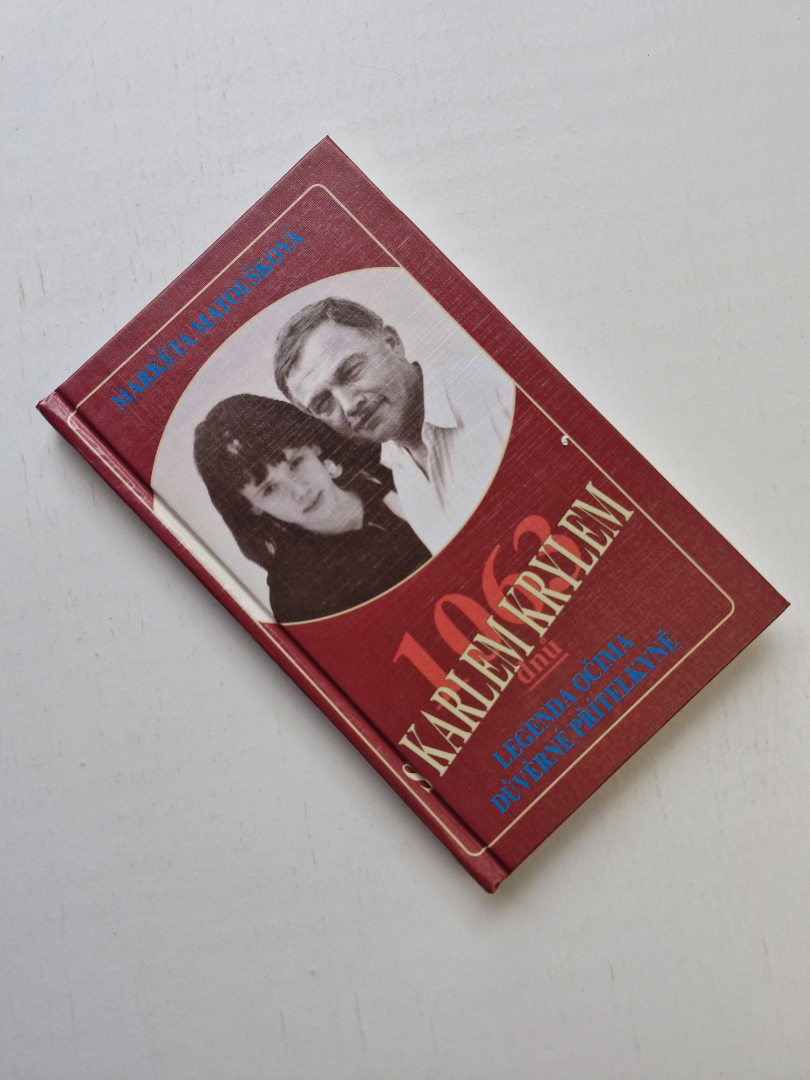 MARKÉTA MATOUŠKOVÁ
1063
dnů
s KARLEM KRYLEM
LEGENDA OČIMA
DŮVĚRNÉ PŘÍTELKYNĚ